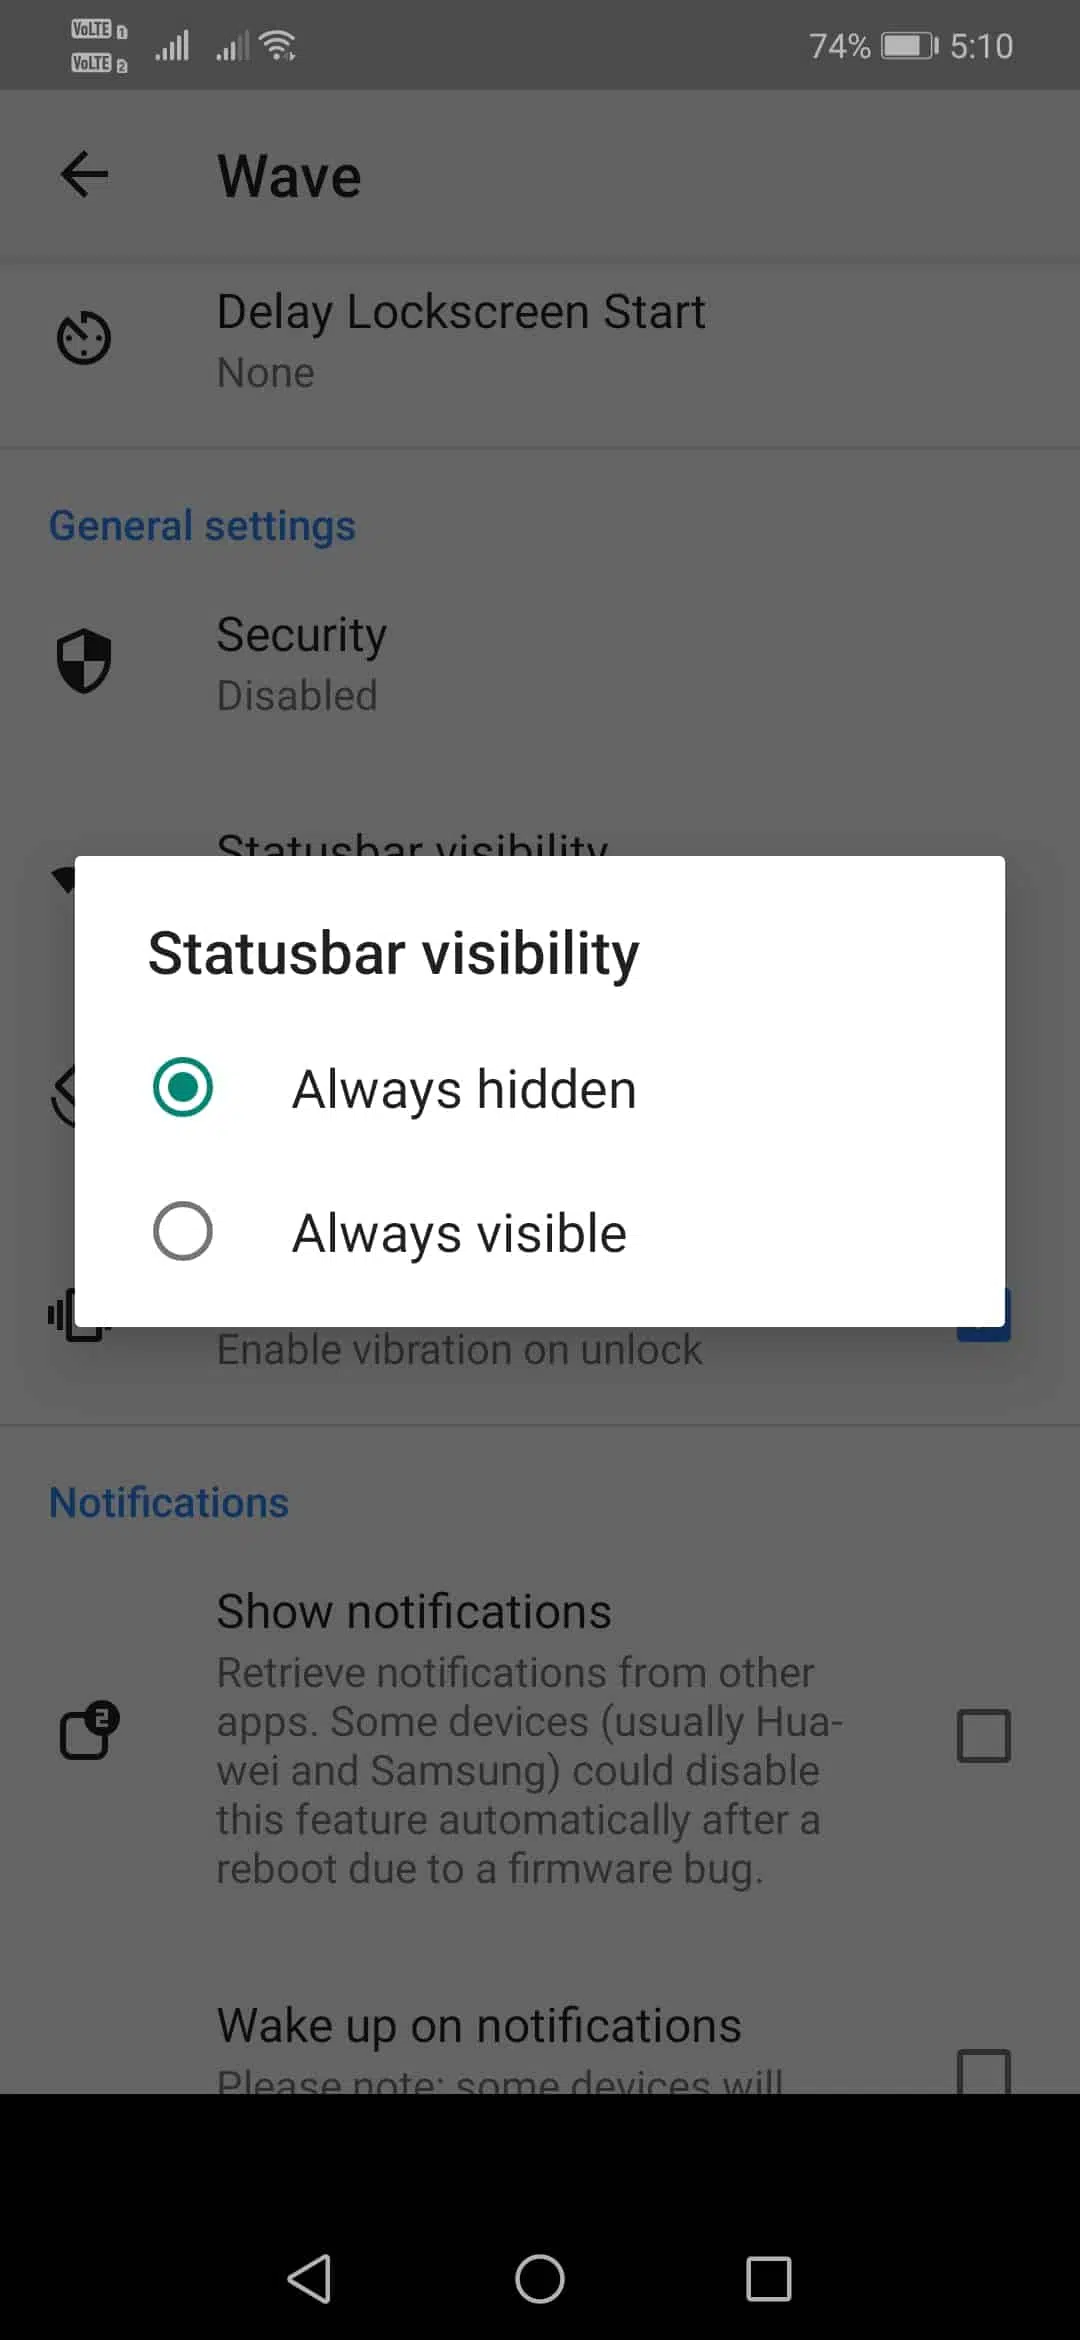 VoLTE 1
VoLTE 2
74% 5:10
Wave
Delay Lockscreen Start
None
General settings
Security
Disabled
Statusbar visibility
Statusbar visibility
Always hidden
Always visible
Enable vibration on unlock
Notifications
Show notifications
2
Retrieve notifications from other
apps. Some devices (usually Hua-
wei and Samsung) could disable
this feature automatically after a
reboot due to a firmware bug.
Wake up on notifications
Please note: some devices will